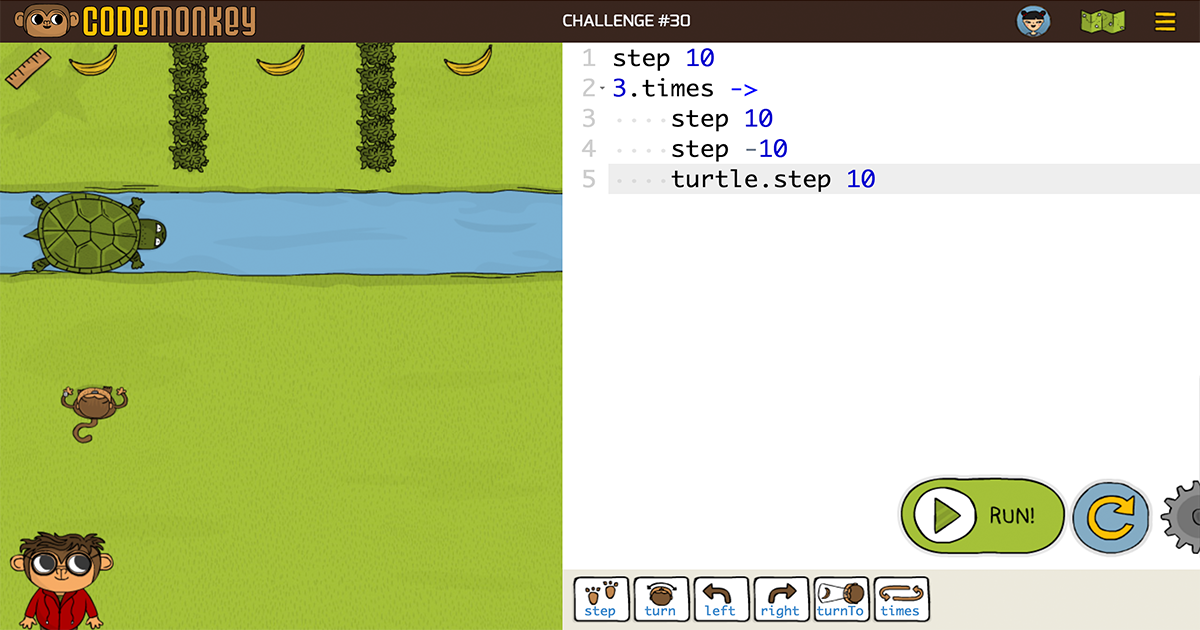 CODEMONKEY
CHALLENGE #30
1 step 10
2 3.times ->
3 step 10
4 step -10
5 turtle.step 10
RUN!
step turn left right turnTo times